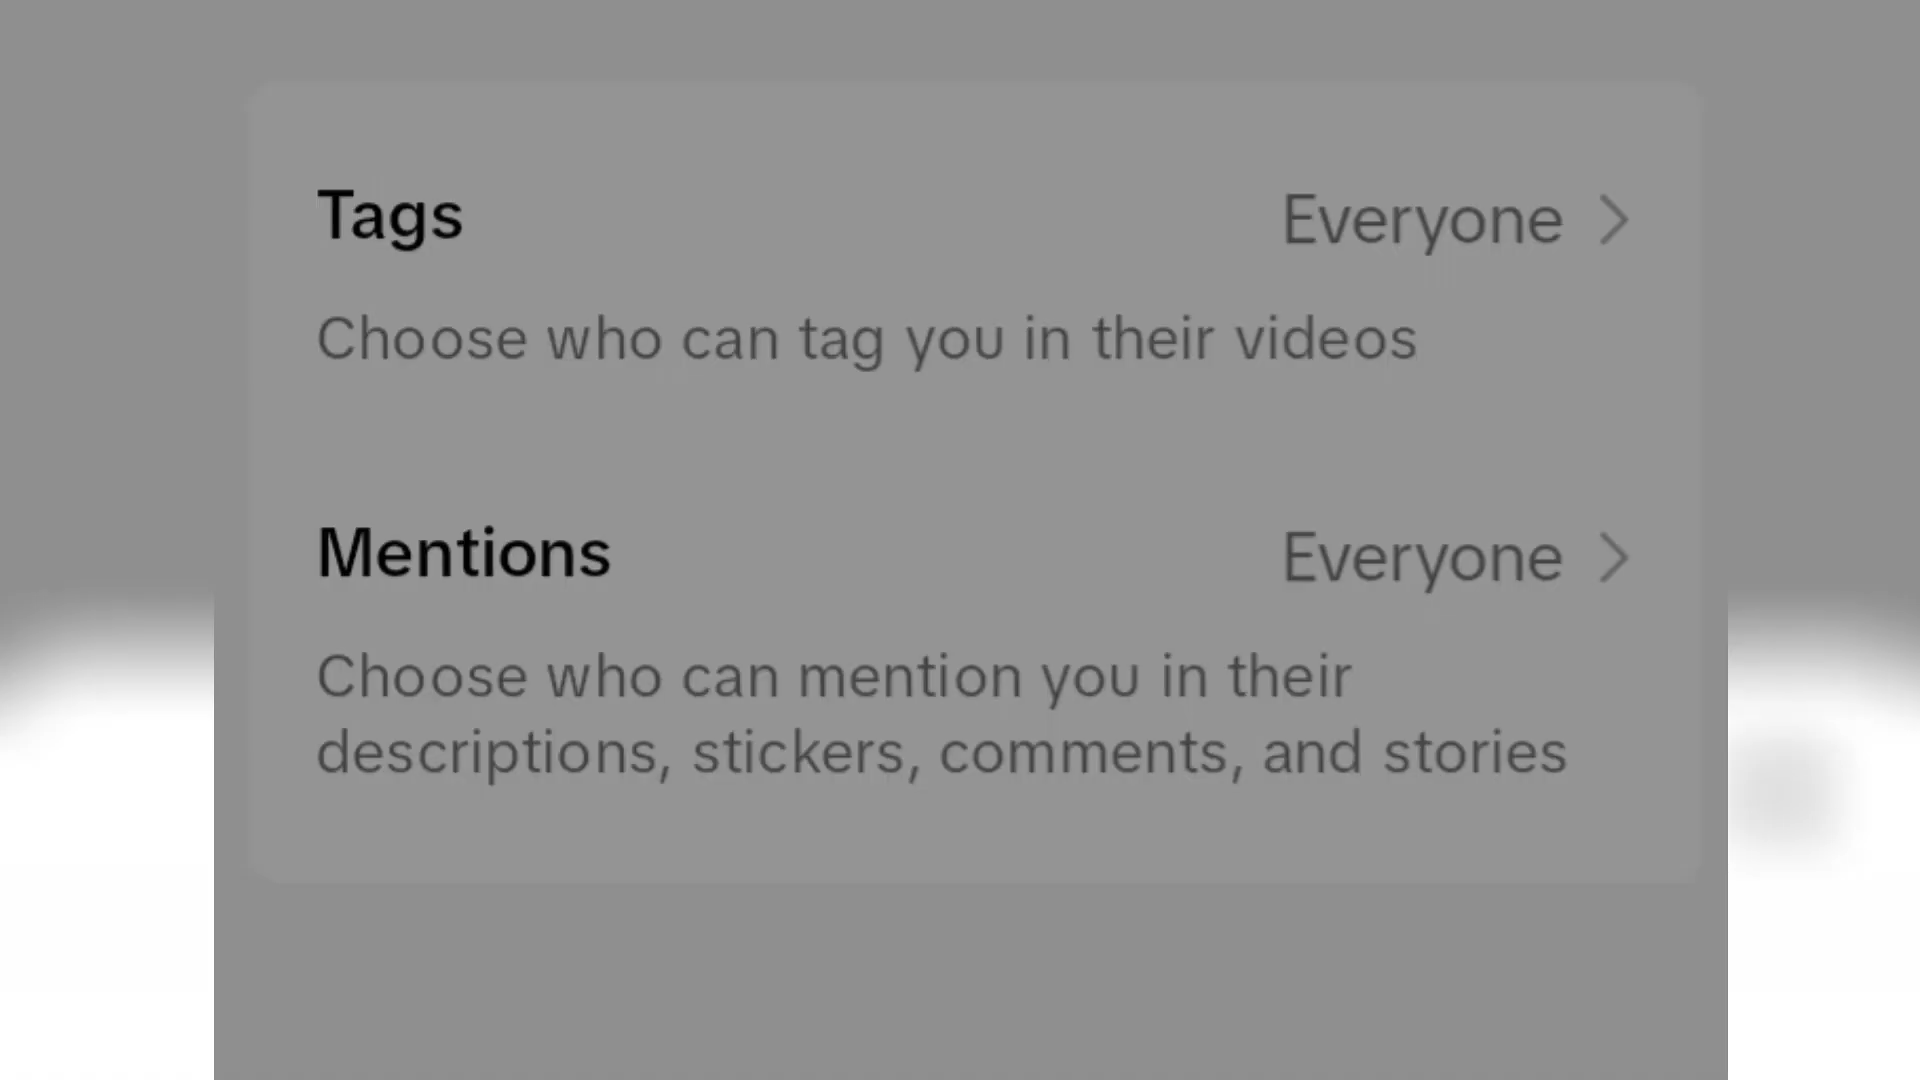 Tags Everyone
Choose who can tag you in their videos
Mentions Everyone
Choose who can mention you in their
descriptions, stickers, comments, and stories